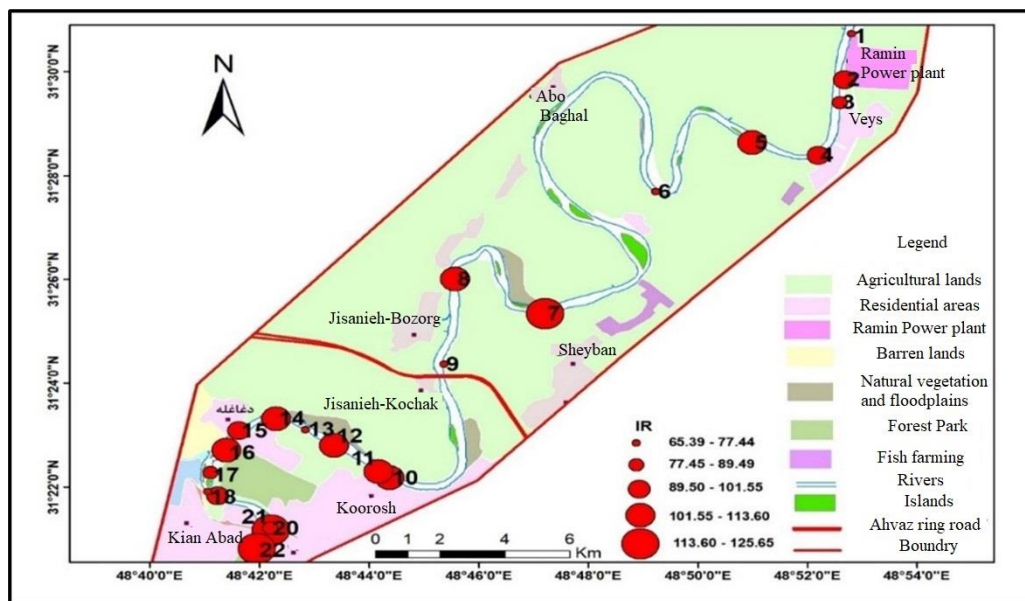 N
31°30'0"N
31°28'0"N
31°26'0"N
31°24'0"N
31°22'0"N
1
Ramin
Power plant
2
3
Veys
4
5
6
Abo
Baghal
7
8
Jisanieh-Bozorg
9
Sheyban
Jisanieh-Kochak
دغاغله
15
14
13
12
16
11
10
17
18
Koorosh
21
20
Kian Abad
22
0 1 2 4 6
Km
IR
65.39 - 77.44
77.45 - 89.49
89.50 - 101.55
101.55 - 113.60
113.60 - 125.65
Legend
Agricultural lands
Residential areas
Ramin Power plant
Barren lands
Natural vegetation
and floodplains
Forest Park
Fish farming
Rivers
Islands
Ahvaz ring road
Boundry
48°40'0"E
48°42'0"E
48°44'0"E
48°46'0"E
48°48'0"E
48°50'0"E
48°52'0"E
48°54'0"E